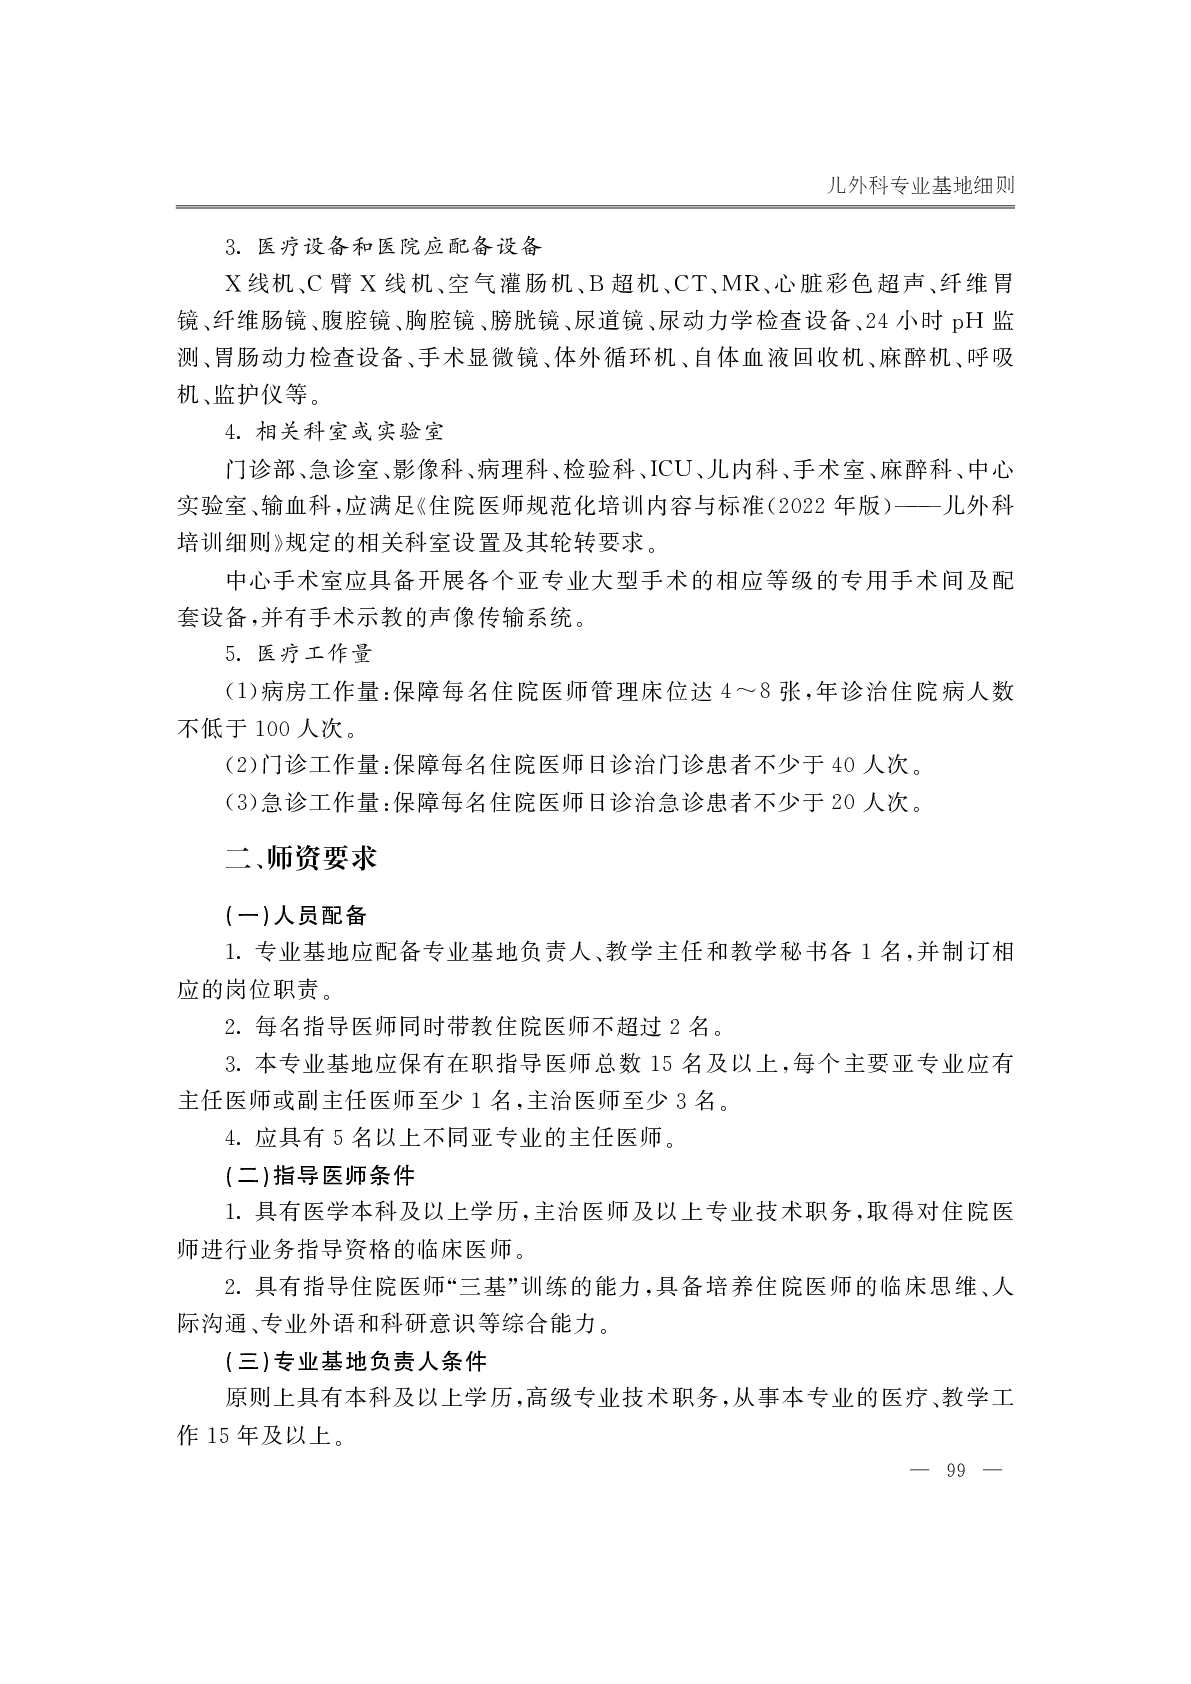 儿外科专业基地细则
3. 医疗设备和医院应配备设备
X线机、C 臂 X 线机、空气灌肠机、B超机、CT、MR、心脏彩色超声、纤维胃
镜、纤维肠镜、腹腔镜、胸腔镜、膀胱镜、尿道镜、尿动力学检查设备、24 小时 pH 监
测、胃肠动力检查设备、手术显微镜、体外循环机、自体血液回收机、麻醉机、呼吸
机、监护仪等。
4. 相关科室或实验室
门诊部、急诊室、影像科、病理科、检验科、ICU、儿内科、手术室、麻醉科、中心
实验室、输血科,应满足《住院医师规范化培训内容与标准(2022 年版)——儿外科
培训细则》规定的相关科室设置及其轮转要求。
中心手术室应具备开展各个亚专业大型手术的相应等级的专用手术间及配
套设备,并有手术示教的声像传输系统。
5. 医疗工作量
(1)病房工作量:保障每名住院医师管理床位达 4～8 张,年诊治住院病人数
不低于 100 人次。
(2)门诊工作量:保障每名住院医师日诊治门诊患者不少于 40 人次。
(3)急诊工作量:保障每名住院医师日诊治急诊患者不少于 20 人次。
二、师资要求
(一)人员配备
1. 专业基地应配备专业基地负责人、教学主任和教学秘书各 1 名,并制订相
应的岗位职责。
2. 每名指导医师同时带教住院医师不超过 2 名。
3. 本专业基地应保有在职指导医师总数 15 名及以上,每个主要亚专业应有
主任医师或副主任医师至少 1 名,主治医师至少 3 名。
4. 应具有 5 名以上不同亚专业的主任医师。
(二)指导医师条件
1. 具有医学本科及以上学历,主治医师及以上专业技术职务,取得对住院医
师进行业务指导资格的临床医师。
2. 具有指导住院医师“三基”训练的能力,具备培养住院医师的临床思维、人
际沟通、专业外语和科研意识等综合能力。
(三)专业基地负责人条件
原则上具有本科及以上学历,高级专业技术职务,从事本专业的医疗、教学工
作 15 年及以上。
— 99 —